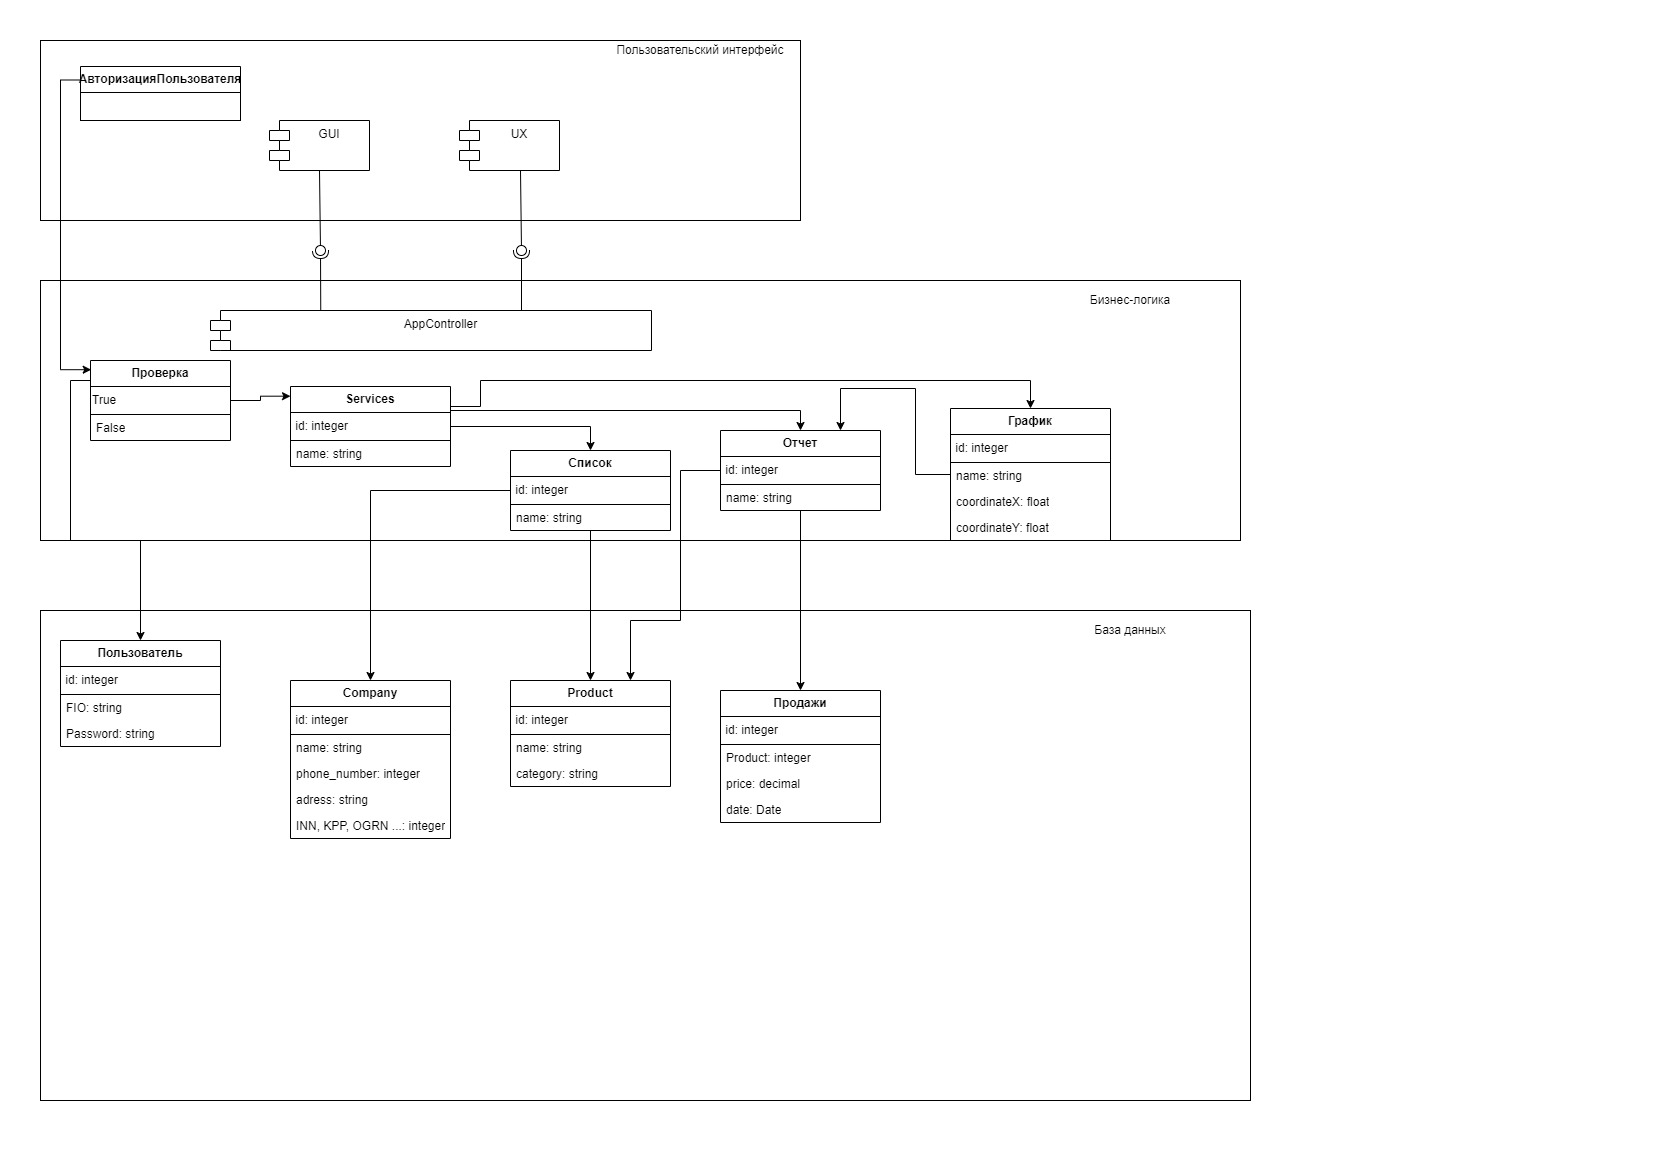 Пользовательский интерфейс
АвторизацияПользователя
GUI
UX
Бизнес-логика
AppController
Проверка
True
False
Services
id: integer
name: string
Список
id: integer
name: string
Отчет
id: integer
name: string
График
id: integer
name: string
coordinateX: float
coordinateY: float
База данных
Пользователь
id: integer
FIO: string
Password: string
Company
id: integer
name: string
phone_number: integer
adress: string
INN, KPP, OGRN ...: integer
Product
id: integer
name: string
category: string
Продажи
id: integer
Product: integer
price: decimal
date: Date